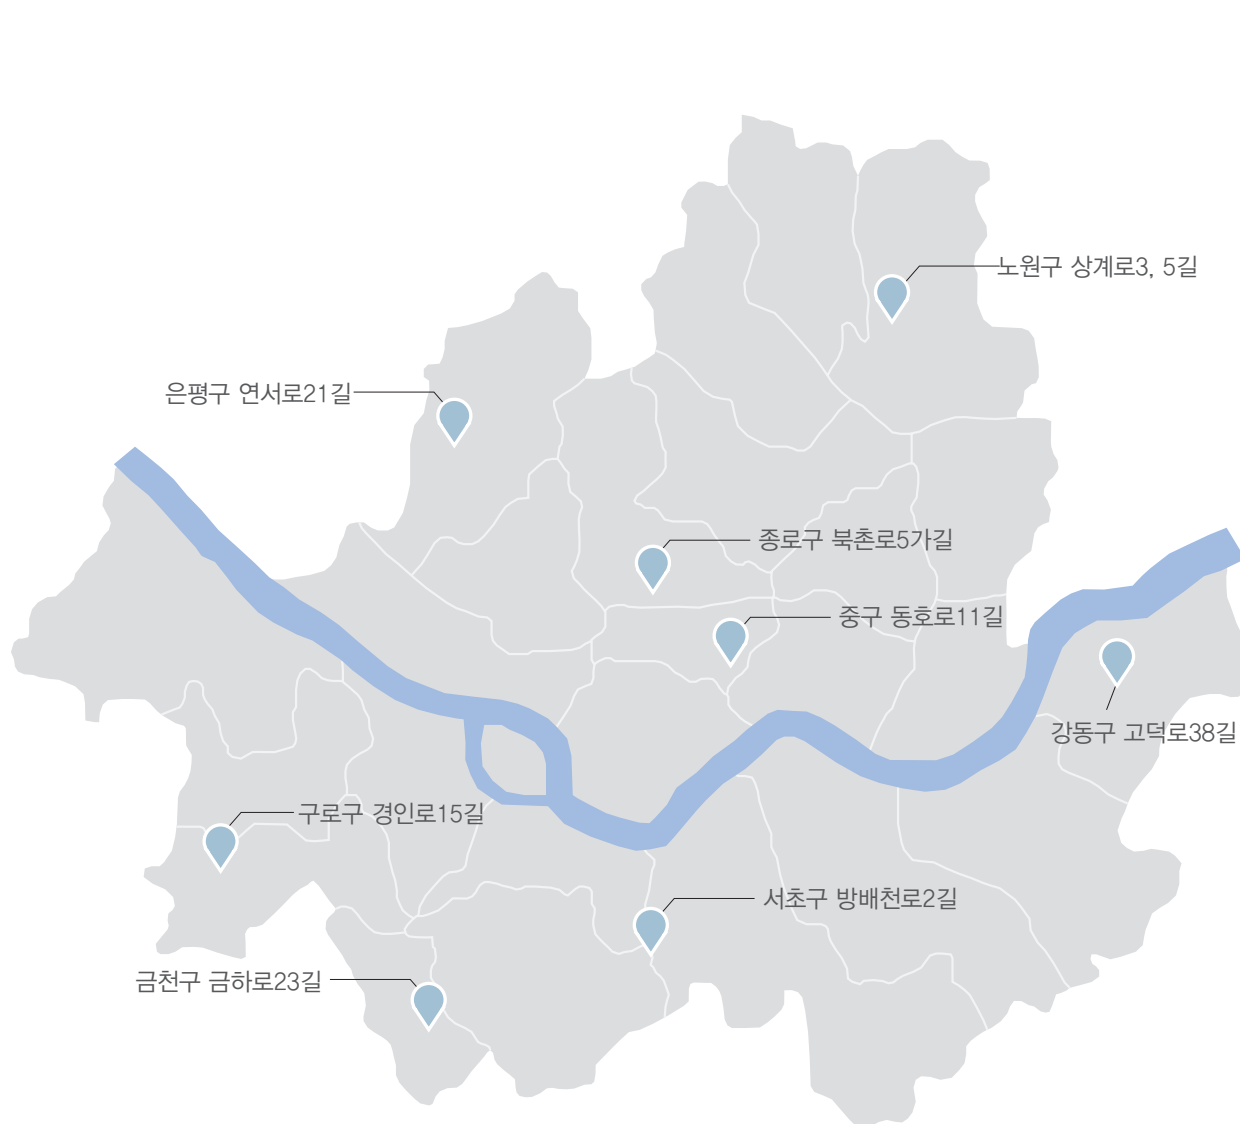 노원구 상계로3, 5길
은평구 연서로21길
종로구 북촌로5가길
중구 동호로11길
강동구 고덕로38길
구로구 경인로15길
서초구 방배천로2길
금천구 금하로23길